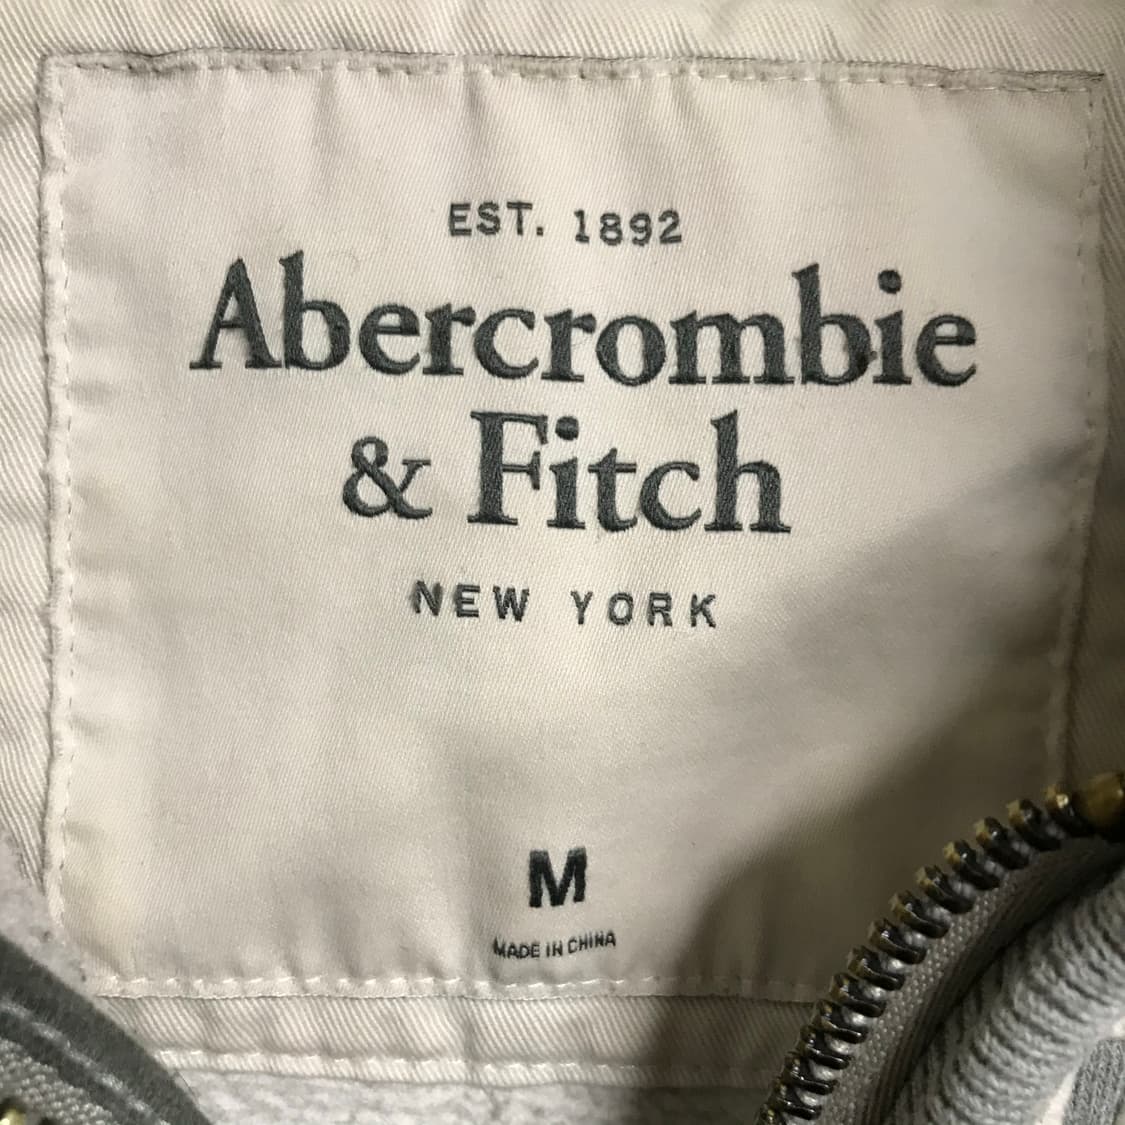 EST. 1892
Abercrombie
& Fitch
NEW YORK
M
MADE IN CHINA